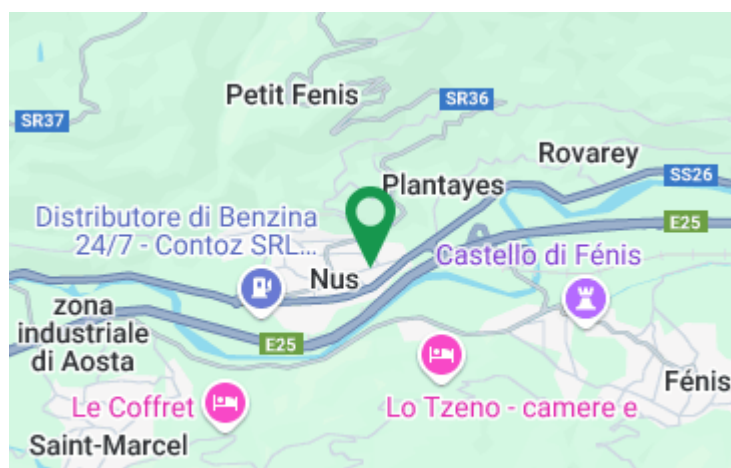 Petit Fenis
SR36
SR37
Rovarey
SS26
Plantayes
Distributore di Benzina
24/7 - Contoz SRL...
E25
Castello di Fénis
Nus
zona
industriale
di Aosta
E25
Fénis
Le Coffret
Lo Tzeno - camere e
Saint-Marcel